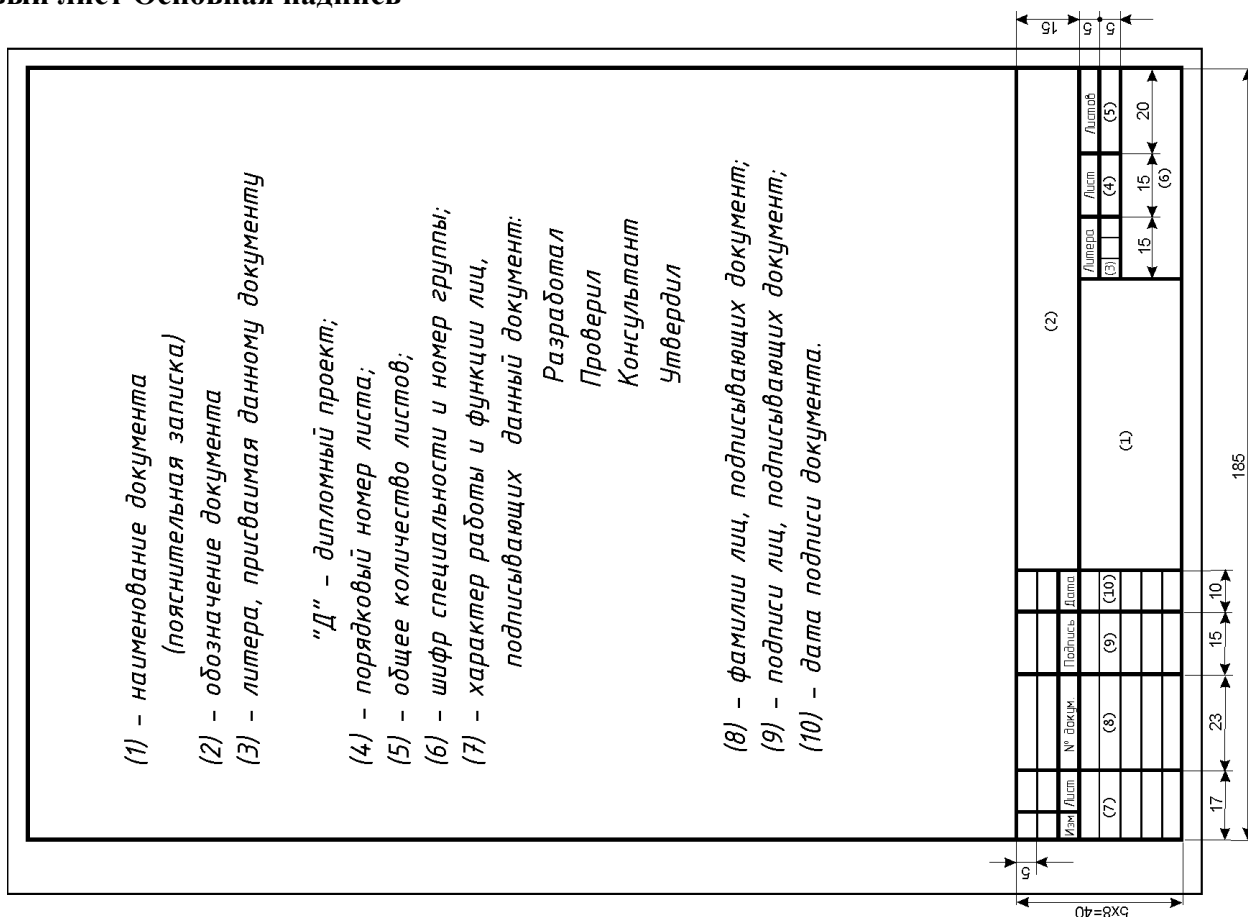 лист Основная надпись
(1) – наименование документа
(пояснительная записка)
(2) – обозначение документа
(3) – литера, присваимая данному документу
"Д" – дипломный проект;
(4) – порядковый номер листа;
(5) – общее количество листов;
(6) – шифр специальности и номер группы;
(7) – характер работы и функции лиц,
подписывающих данный документ:
Разработал
Проверил
Консультант
Утвердил
(8) – фамилии лиц, подписывающих документ;
(9) – подписи лиц, подписывающих документ;
(10) – дата подписи документа.
5
15
(2)
Изм Лист № докум. Подпись Дата
Литера Лист Листов
5
(7) (8) (9) (10)
(1)
(3) (4) (5)
5
15 15 20
(6)
5x8=40
17 23 15 10
185